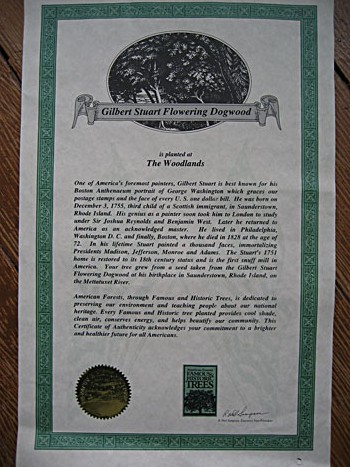 Gilbert Stuart Flowering Dogwood
is planted at
The Woodlands
One of America's foremost painters, Gilbert Stuart is best known for his
Boston Anthenaeum portrait of George Washington which graces our
postage stamps and the face of every U. S. one dollar bill. He was born on
December 3, 1755, third child of a Scottish immigrant, in Saunderstown,
Rhode Island. His genius as a painter soon took him to London to study
under Sir Joshua Reynolds and Benjamin West. Later he returned to
America as an acknowledged master. He lived in Philadelphia,
Washington D. C. and finally, Boston, where he died in 1828 at the age of
72. In his lifetime Stuart painted a thousand faces, immortalizing
Presidents Madison, Jefferson, Monroe and Adams. The Stuart's 1751
home is restored to its 18th century status and is the first snuff mill in
America. Your tree grew from a seed taken from the Gilbert Stuart
Flowering Dogwood at his birthplace in Saunderstown, Rhode Island, on
the Mettatuxet River.
American Forests, through Famous and Historic Trees, is dedicated to
preserving our environment and teaching people about our national
heritage. Every Famous and Historic tree planted provides cool shade,
clean air, conserves energy, and helps beautify our community. This
Certificate of Authenticity acknowledges your commitment to a brighter
and healthier future for all Americans.
FAMOUS
& HISTORIC
TREES